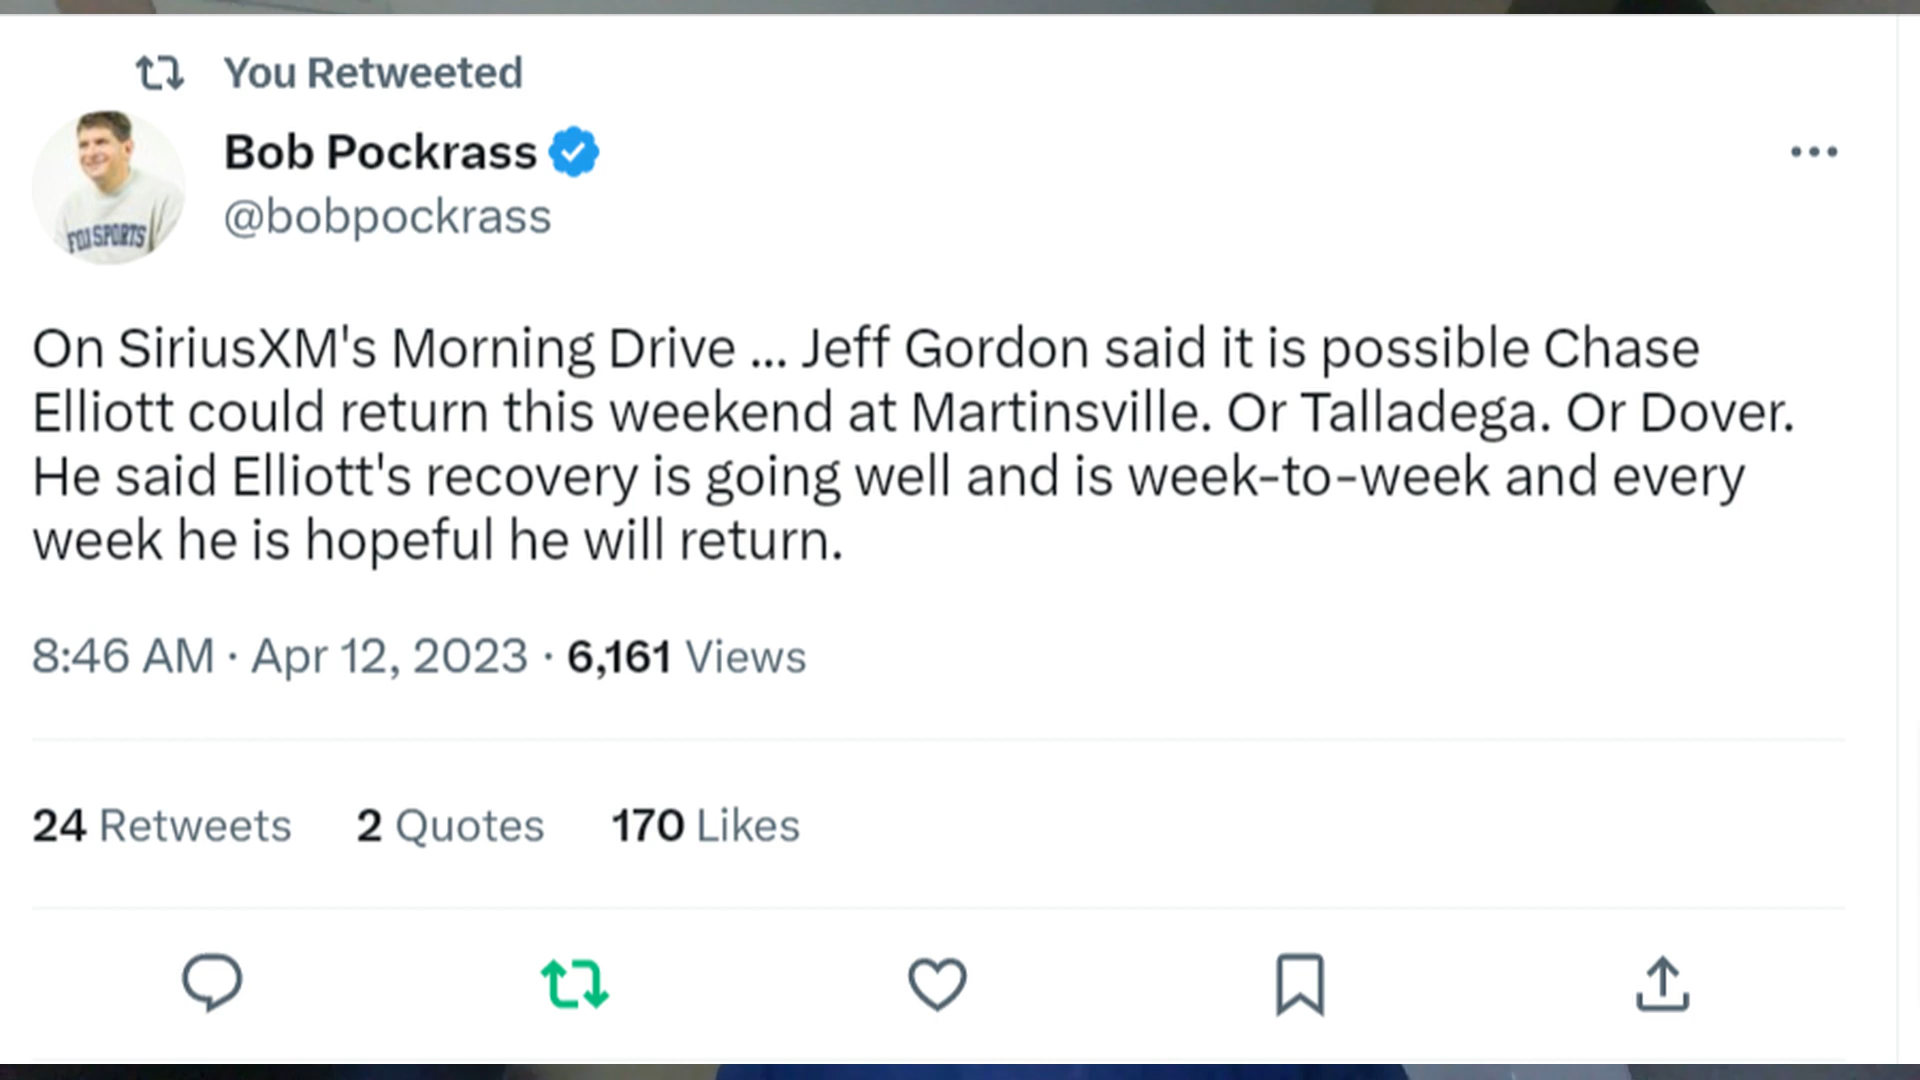 You Retweeted
Bob Pockrass
@bobpockrass
FOX SPORTS
On SiriusXM's Morning Drive ... Jeff Gordon said it is possible Chase
Elliott could return this weekend at Martinsville. Or Talladega. Or Dover.
He said Elliott's recovery is going well and is week-to-week and every
week he is hopeful he will return.
8:46 AM · Apr 12, 2023 · 6,161 Views
24 Retweets 2 Quotes 170 Likes